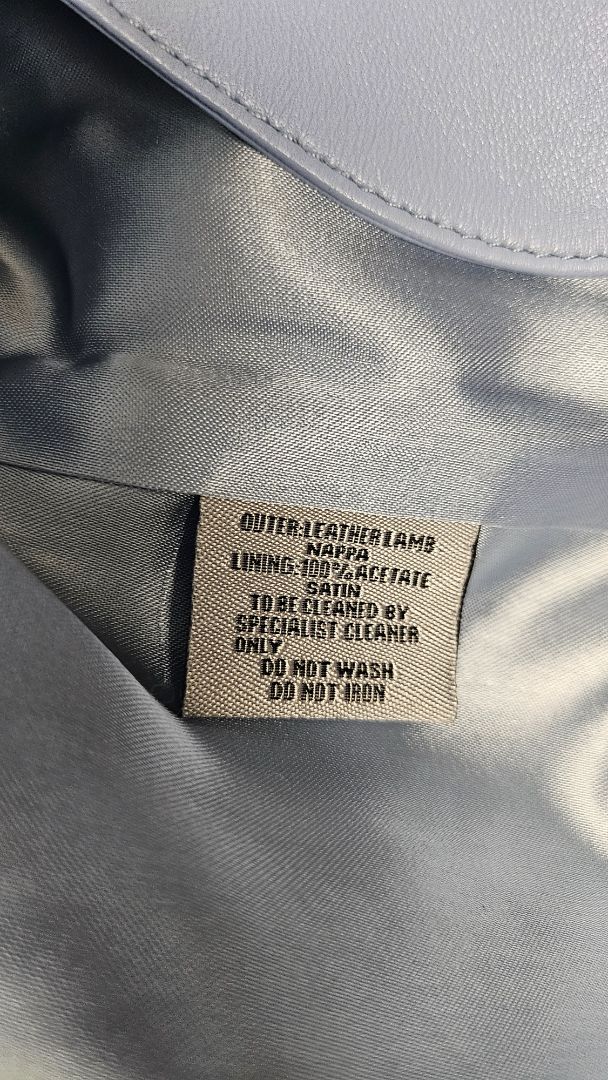 OUTER:LEATHER LAMB
NAPPA
LINING:100% ACETATE
SATIN
TO BE CLEANED BY
SPECIALIST CLEANER
ONLY
DO NOT WASH
DO NOT IRON